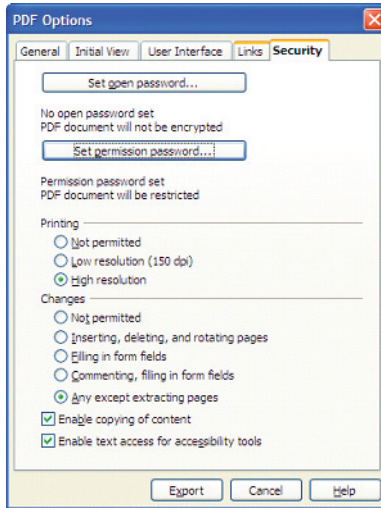 PDF Options
General Initial View User Interface Links Security
Set open password...
No open password set
PDF document will not be encrypted
Set permission password...
Permission password set
PDF document will be restricted
Printing
Not permitted
Low resolution (150 dpi)
High resolution
Changes
Not permitted
Inserting, deleting, and rotating pages
Filling in form fields
Commenting, filling in form fields
Any except extracting pages
Enable copying of content
Enable text access for accessibility tools
Export Cancel Help